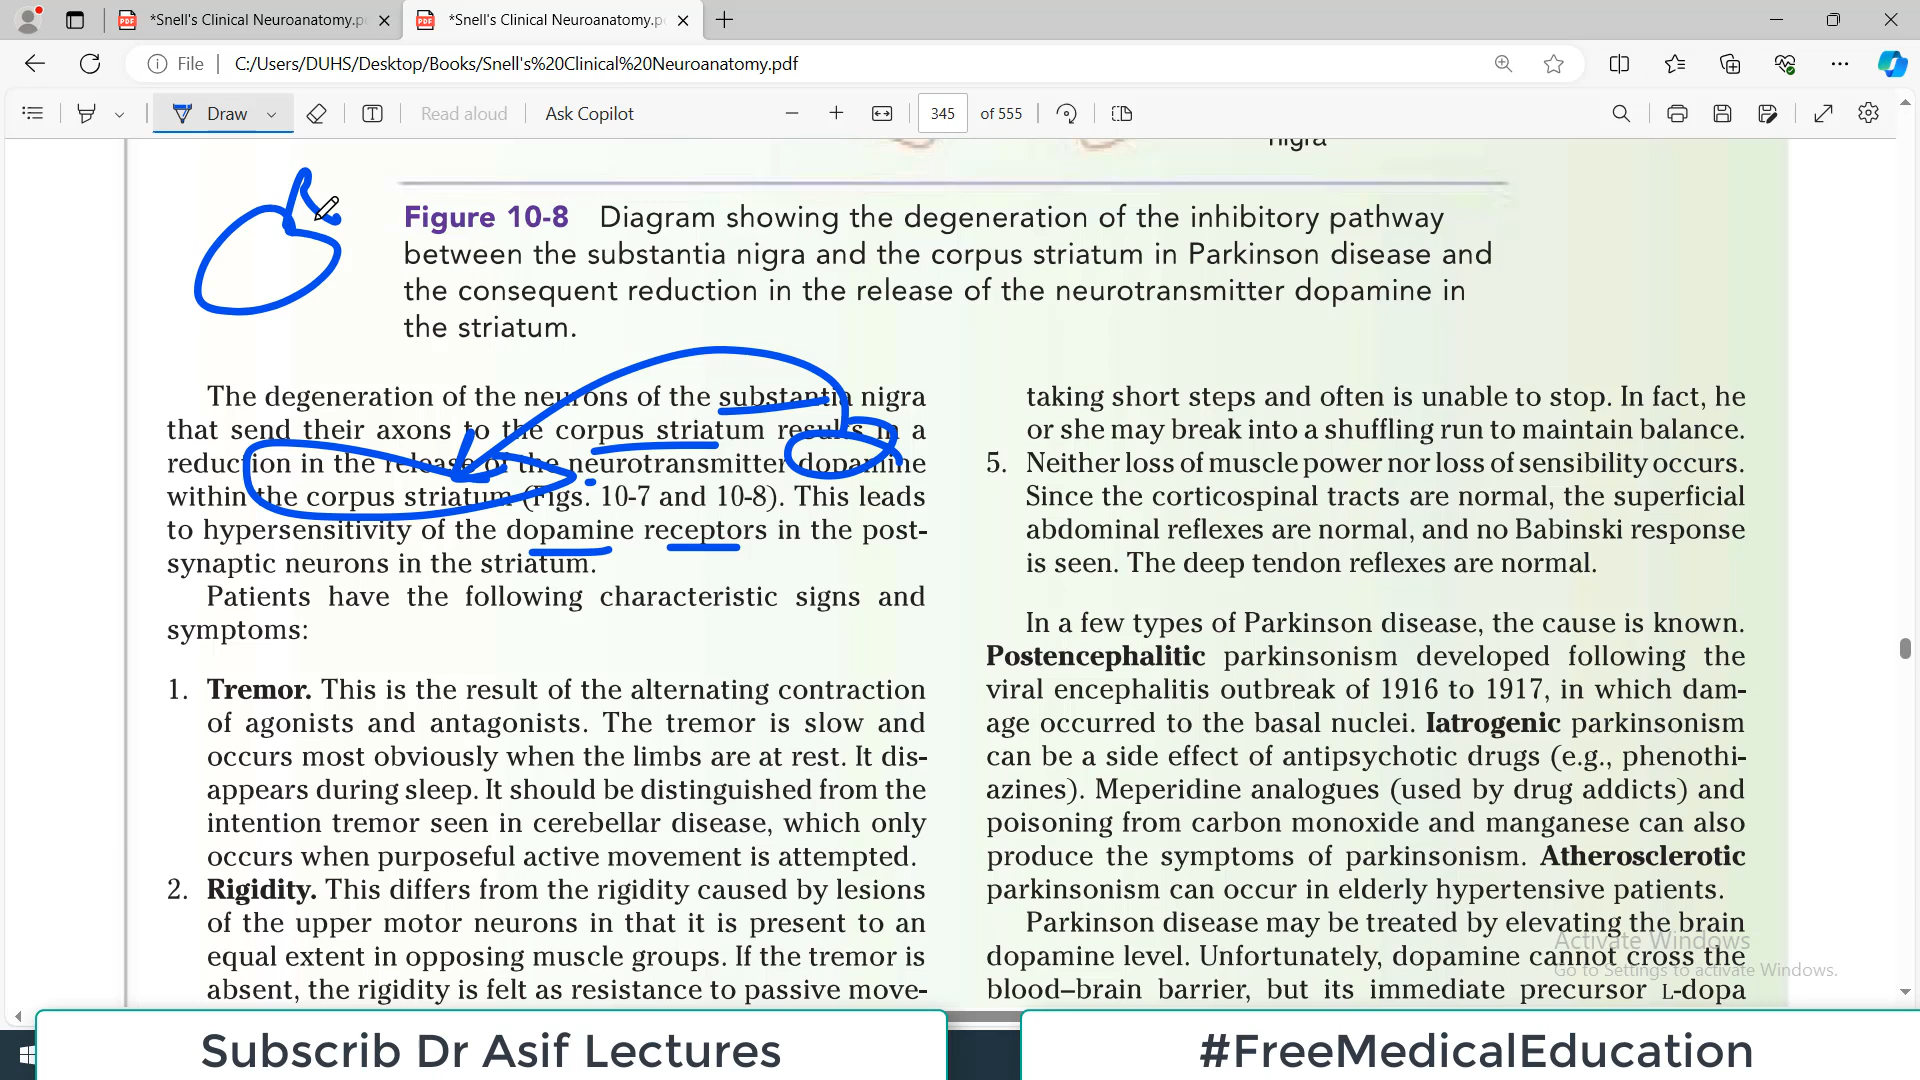 *Snell's Clinical Neuroanatomy.p
*Snell's Clinical Neuroanatomy.p
File
C:/Users/DUHS/Desktop/Books/Snell's%20Clinical%20Neuroanatomy.pdf
Draw
Read aloud
Ask Copilot
345 of 555
nigra
Figure 10-8 Diagram showing the degeneration of the inhibitory pathway
between the substantia nigra and the corpus striatum in Parkinson disease and
the consequent reduction in the release of the neurotransmitter dopamine in
the striatum.
The degeneration of the neurons of the substantia nigra
that send their axons to the corpus striatum results in a
reduction in the release of the neurotransmitter dopamine
within the corpus striatum (Figs. 10-7 and 10-8). This leads
to hypersensitivity of the dopamine receptors in the post-
synaptic neurons in the striatum.
Patients have the following characteristic signs and
symptoms:
1. Tremor. This is the result of the alternating contraction
of agonists and antagonists. The tremor is slow and
occurs most obviously when the limbs are at rest. It dis-
appears during sleep. It should be distinguished from the
intention tremor seen in cerebellar disease, which only
occurs when purposeful active movement is attempted.
2. Rigidity. This differs from the rigidity caused by lesions
of the upper motor neurons in that it is present to an
equal extent in opposing muscle groups. If the tremor is
absent, the rigidity is felt as resistance to passive move-
taking short steps and often is unable to stop. In fact, he
or she may break into a shuffling run to maintain balance.
5. Neither loss of muscle power nor loss of sensibility occurs.
Since the corticospinal tracts are normal, the superficial
abdominal reflexes are normal, and no Babinski response
is seen. The deep tendon reflexes are normal.
In a few types of Parkinson disease, the cause is known.
Postencephalitic parkinsonism developed following the
viral encephalitis outbreak of 1916 to 1917, in which dam-
age occurred to the basal nuclei. Iatrogenic parkinsonism
can be a side effect of antipsychotic drugs (e.g., phenothi-
azines). Meperidine analogues (used by drug addicts) and
poisoning from carbon monoxide and manganese can also
produce the symptoms of parkinsonism. Atherosclerotic
parkinsonism can occur in elderly hypertensive patients.
Parkinson disease may be treated by elevating the brain
dopamine level. Unfortunately, dopamine cannot cross the
blood–brain barrier, but its immediate precursor L-dopa
Activate Windows
Go to Settings to activate Windows.
Subscrib Dr Asif Lectures
#FreeMedicalEducation